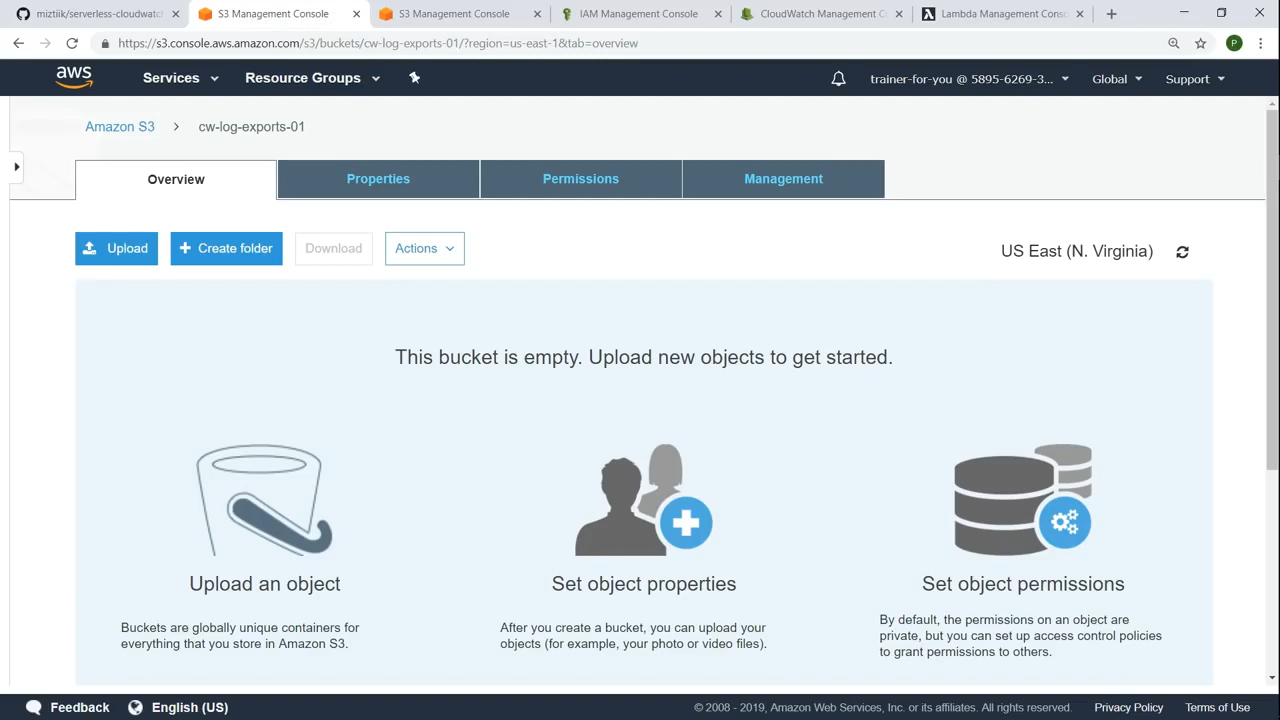 miztiik/serverless-cloudwatch
S3 Management Console
S3 Management Console
IAM Management Console
CloudWatch Management Co
Lambda Management Conso
https://s3.console.aws.amazon.com/s3/buckets/cw-log-exports-01/?region=us-east-1&tab=overview
P
aws
Services
Resource Groups
trainer-for-you @ 5895-6269-3...
Global
Support
Amazon S3
cw-log-exports-01
Overview
Properties
Permissions
Management
Upload
Create folder
Download
Actions
US East (N. Virginia)
This bucket is empty. Upload new objects to get started.
Upload an object
Buckets are globally unique containers for
everything that you store in Amazon S3.
Set object properties
After you create a bucket, you can upload your
objects (for example, your photo or video files).
Set object permissions
By default, the permissions on an object are
private, but you can set up access control policies
to grant permissions to others.
Feedback
English (US)
© 2008 - 2019, Amazon Web Services, Inc. or its affiliates. All rights reserved.
Privacy Policy
Terms of Use